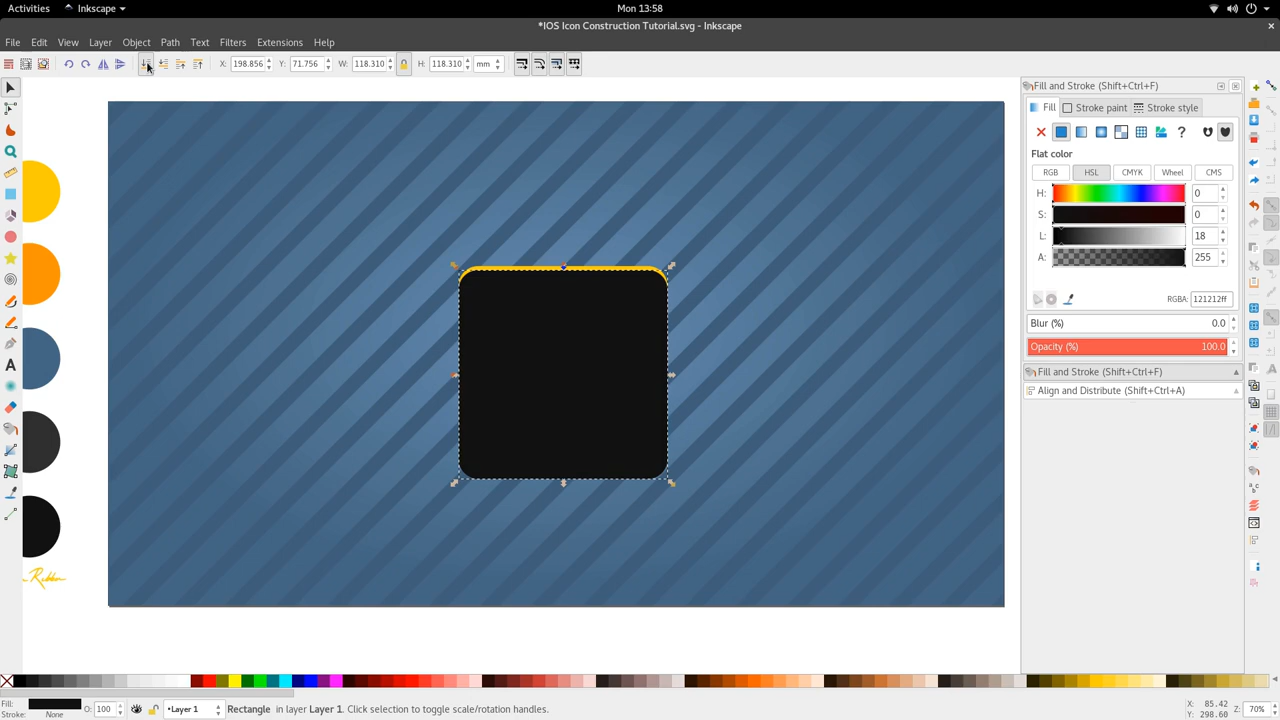 Activities Inkscape Mon 13:58
*IOS Icon Construction Tutorial.svg - Inkscape
File Edit View Layer Object Path Text Filters Extensions Help
X: 198.856 Y: 71.756 W: 118.310 H: 118.310 mm
Fill and Stroke (Shift+Ctrl+F)
Fill Stroke paint Stroke style
?
Flat color
RGB HSL CMYK Wheel CMS
H: 0
S: 0
L: 18
A: 255
RGBA: 121212ff
Blur (%) 0.0
Opacity (%) 100.0
Fill and Stroke (Shift+Ctrl+F)
Align and Distribute (Shift+Ctrl+A)
Fill: O: 100 •Layer 1 Rectangle in layer Layer 1. Click selection to toggle scale/rotation handles. X: 85.42 Z: 70%
Stroke: None Y: 298.60